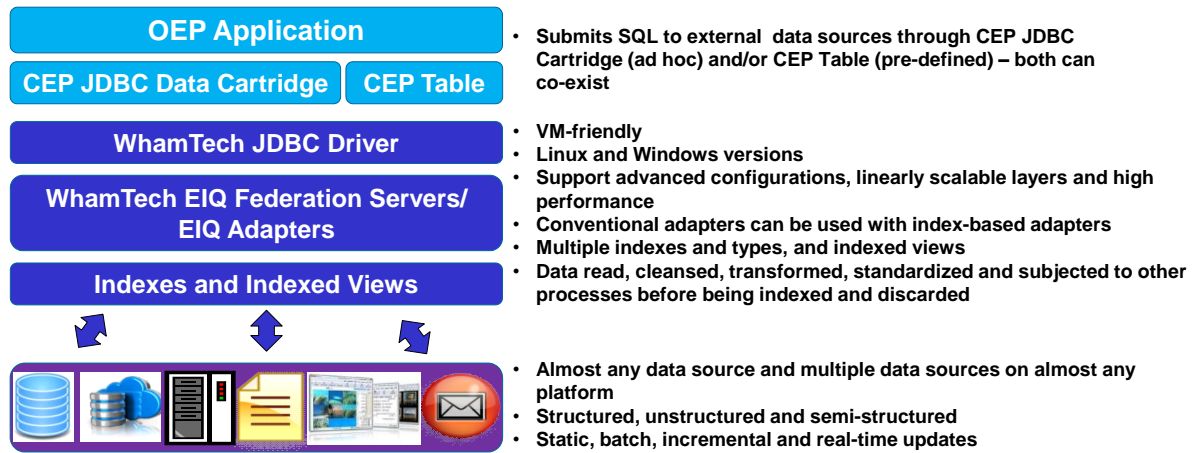 OEP Application
CEP JDBC Data Cartridge
CEP Table
• Submits SQL to external data sources through CEP JDBC
Cartridge (ad hoc) and/or CEP Table (pre-defined) – both can
co-exist
WhamTech JDBC Driver
WhamTech EIQ Federation Servers/
EIQ Adapters
Indexes and Indexed Views
• VM-friendly
• Linux and Windows versions
• Support advanced configurations, linearly scalable layers and high
performance
• Conventional adapters can be used with index-based adapters
• Multiple indexes and types, and indexed views
• Data read, cleansed, transformed, standardized and subjected to other
processes before being indexed and discarded
• Almost any data source and multiple data sources on almost any
platform
• Structured, unstructured and semi-structured
• Static, batch, incremental and real-time updates